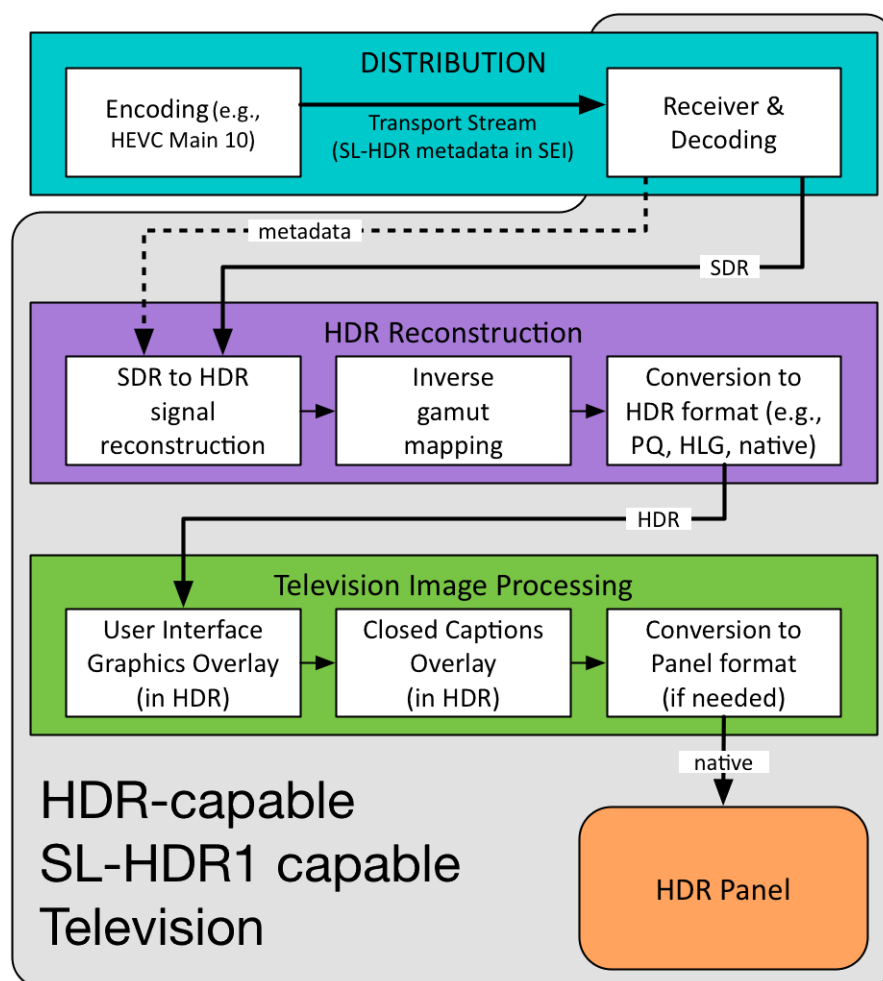 DISTRIBUTION
Encoding (e.g.,
HEVC Main 10)
Transport Stream
(SL-HDR metadata in SEI)
Receiver &
Decoding
metadata
SDR
HDR Reconstruction
SDR to HDR
signal
reconstruction
Inverse
gamut
mapping
Conversion to
HDR format (e.g.,
PQ, HLG, native)
HDR
Television Image Processing
User Interface
Graphics Overlay
(in HDR)
Closed Captions
Overlay
(in HDR)
Conversion to
Panel format
(if needed)
native
HDR-capable
SL-HDR1 capable
Television
HDR Panel